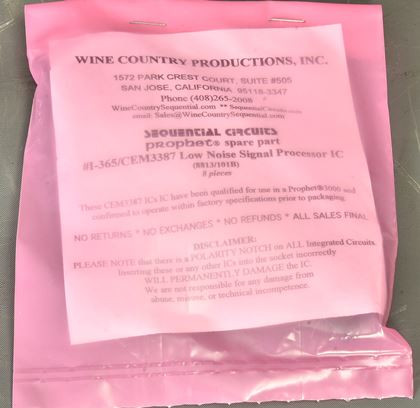 WINE COUNTRY PRODUCTIONS, INC.
1572 PARK CREST COURT, SUITE #505
SAN JOSE, CALIFORNIA 95118-3347
Phone (408)265-2008
WineCountrySequential.com ** SequentialCircuits.com
email: Sales@WineCountrySequential.com
SEQUENTIAL CIRCUITS
PROPHET® spare part
#I-365/CEM3387 Low Noise Signal Processor IC
(8813/101B)
8 pieces
These CEM3387 ICs IC have been qualified for use in a Prophet®3000 and
confirmed to operate within factory specifications prior to packaging.
NO RETURNS * NO EXCHANGES * NO REFUNDS * ALL SALES FINAL
DISCLAIMER:
PLEASE NOTE that there is a POLARITY NOTCH on ALL Integrated Circuits.
Inserting these or any other ICs into the socket incorrectly
WILL PERMANENTLY DAMAGE the IC.
We are not responsible for any damage from
abuse, misuse, or technical incompetence.